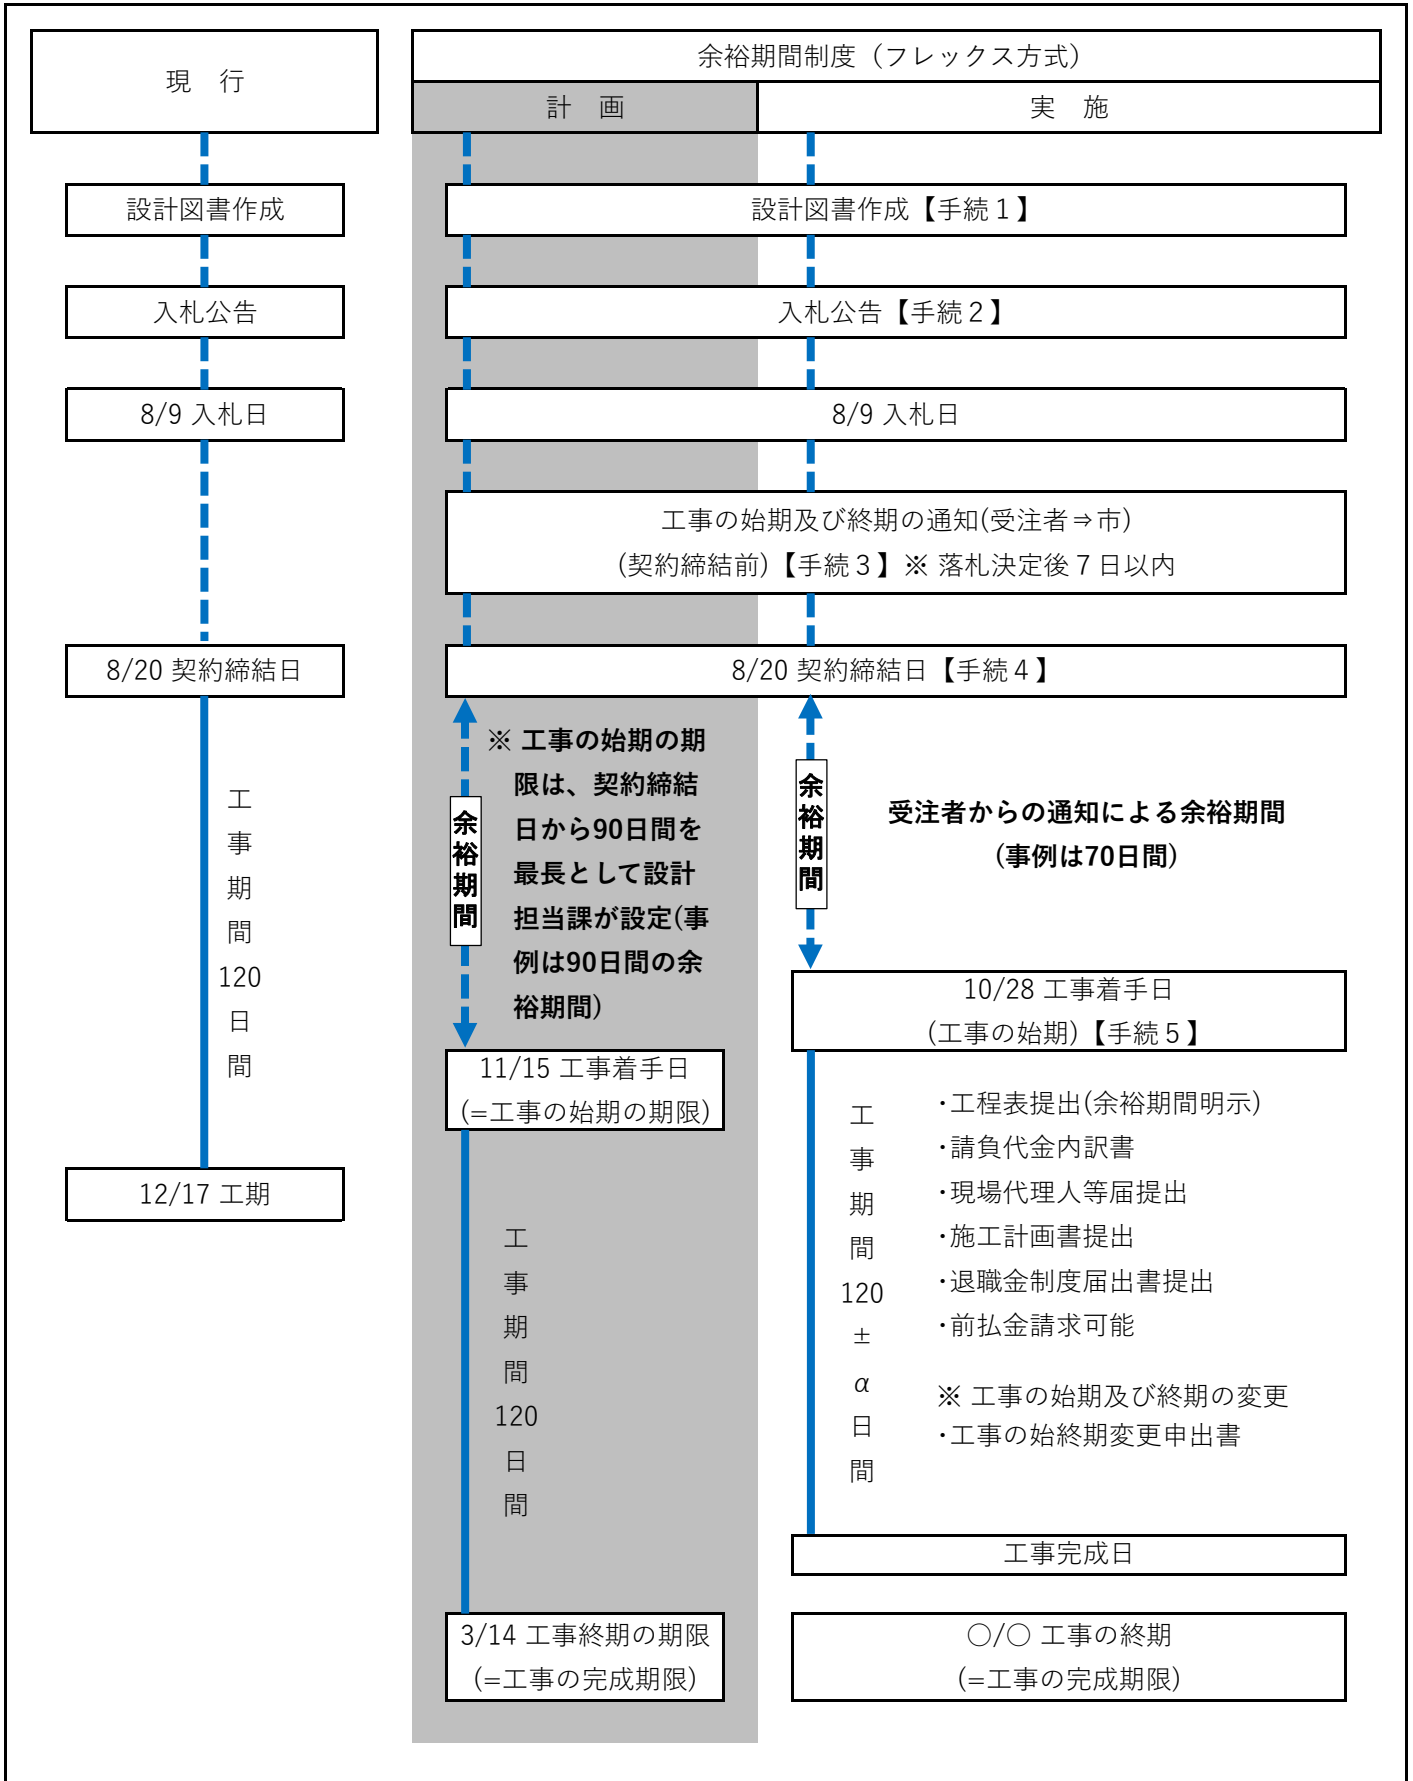 現　行
設計図書作成
入札公告
8/9 入札日
8/20 契約締結日
工事期間120日間
12/17 工期
余裕期間制度（フレックス方式）
計　画
実　施
設計図書作成【手続１】
入札公告【手続２】
8/9 入札日
工事の始期及び終期の通知(受注者⇒市)
(契約締結前)【手続３】※ 落札決定後７日以内
8/20 契約締結日【手続４】
余裕期間
※ 工事の始期の期
限は、契約締結
日から90日間を
最長として設計
担当課が設定(事
例は90日間の余
裕期間)
11/15 工事着手日
(=工事の始期の期限)
工事期間120日間
3/14 工事終期の期限
(=工事の完成期限)
余裕期間
受注者からの通知による余裕期間
(事例は70日間)
10/28 工事着手日
(工事の始期)【手続５】
工事期間120±α日間
・工程表提出(余裕期間明示)
・請負代金内訳書
・現場代理人等届提出
・施工計画書提出
・退職金制度届出書提出
・前払金請求可能
※ 工事の始期及び終期の変更
・工事の始終期変更申出書
工事完成日
○/○ 工事の終期
(=工事の完成期限)